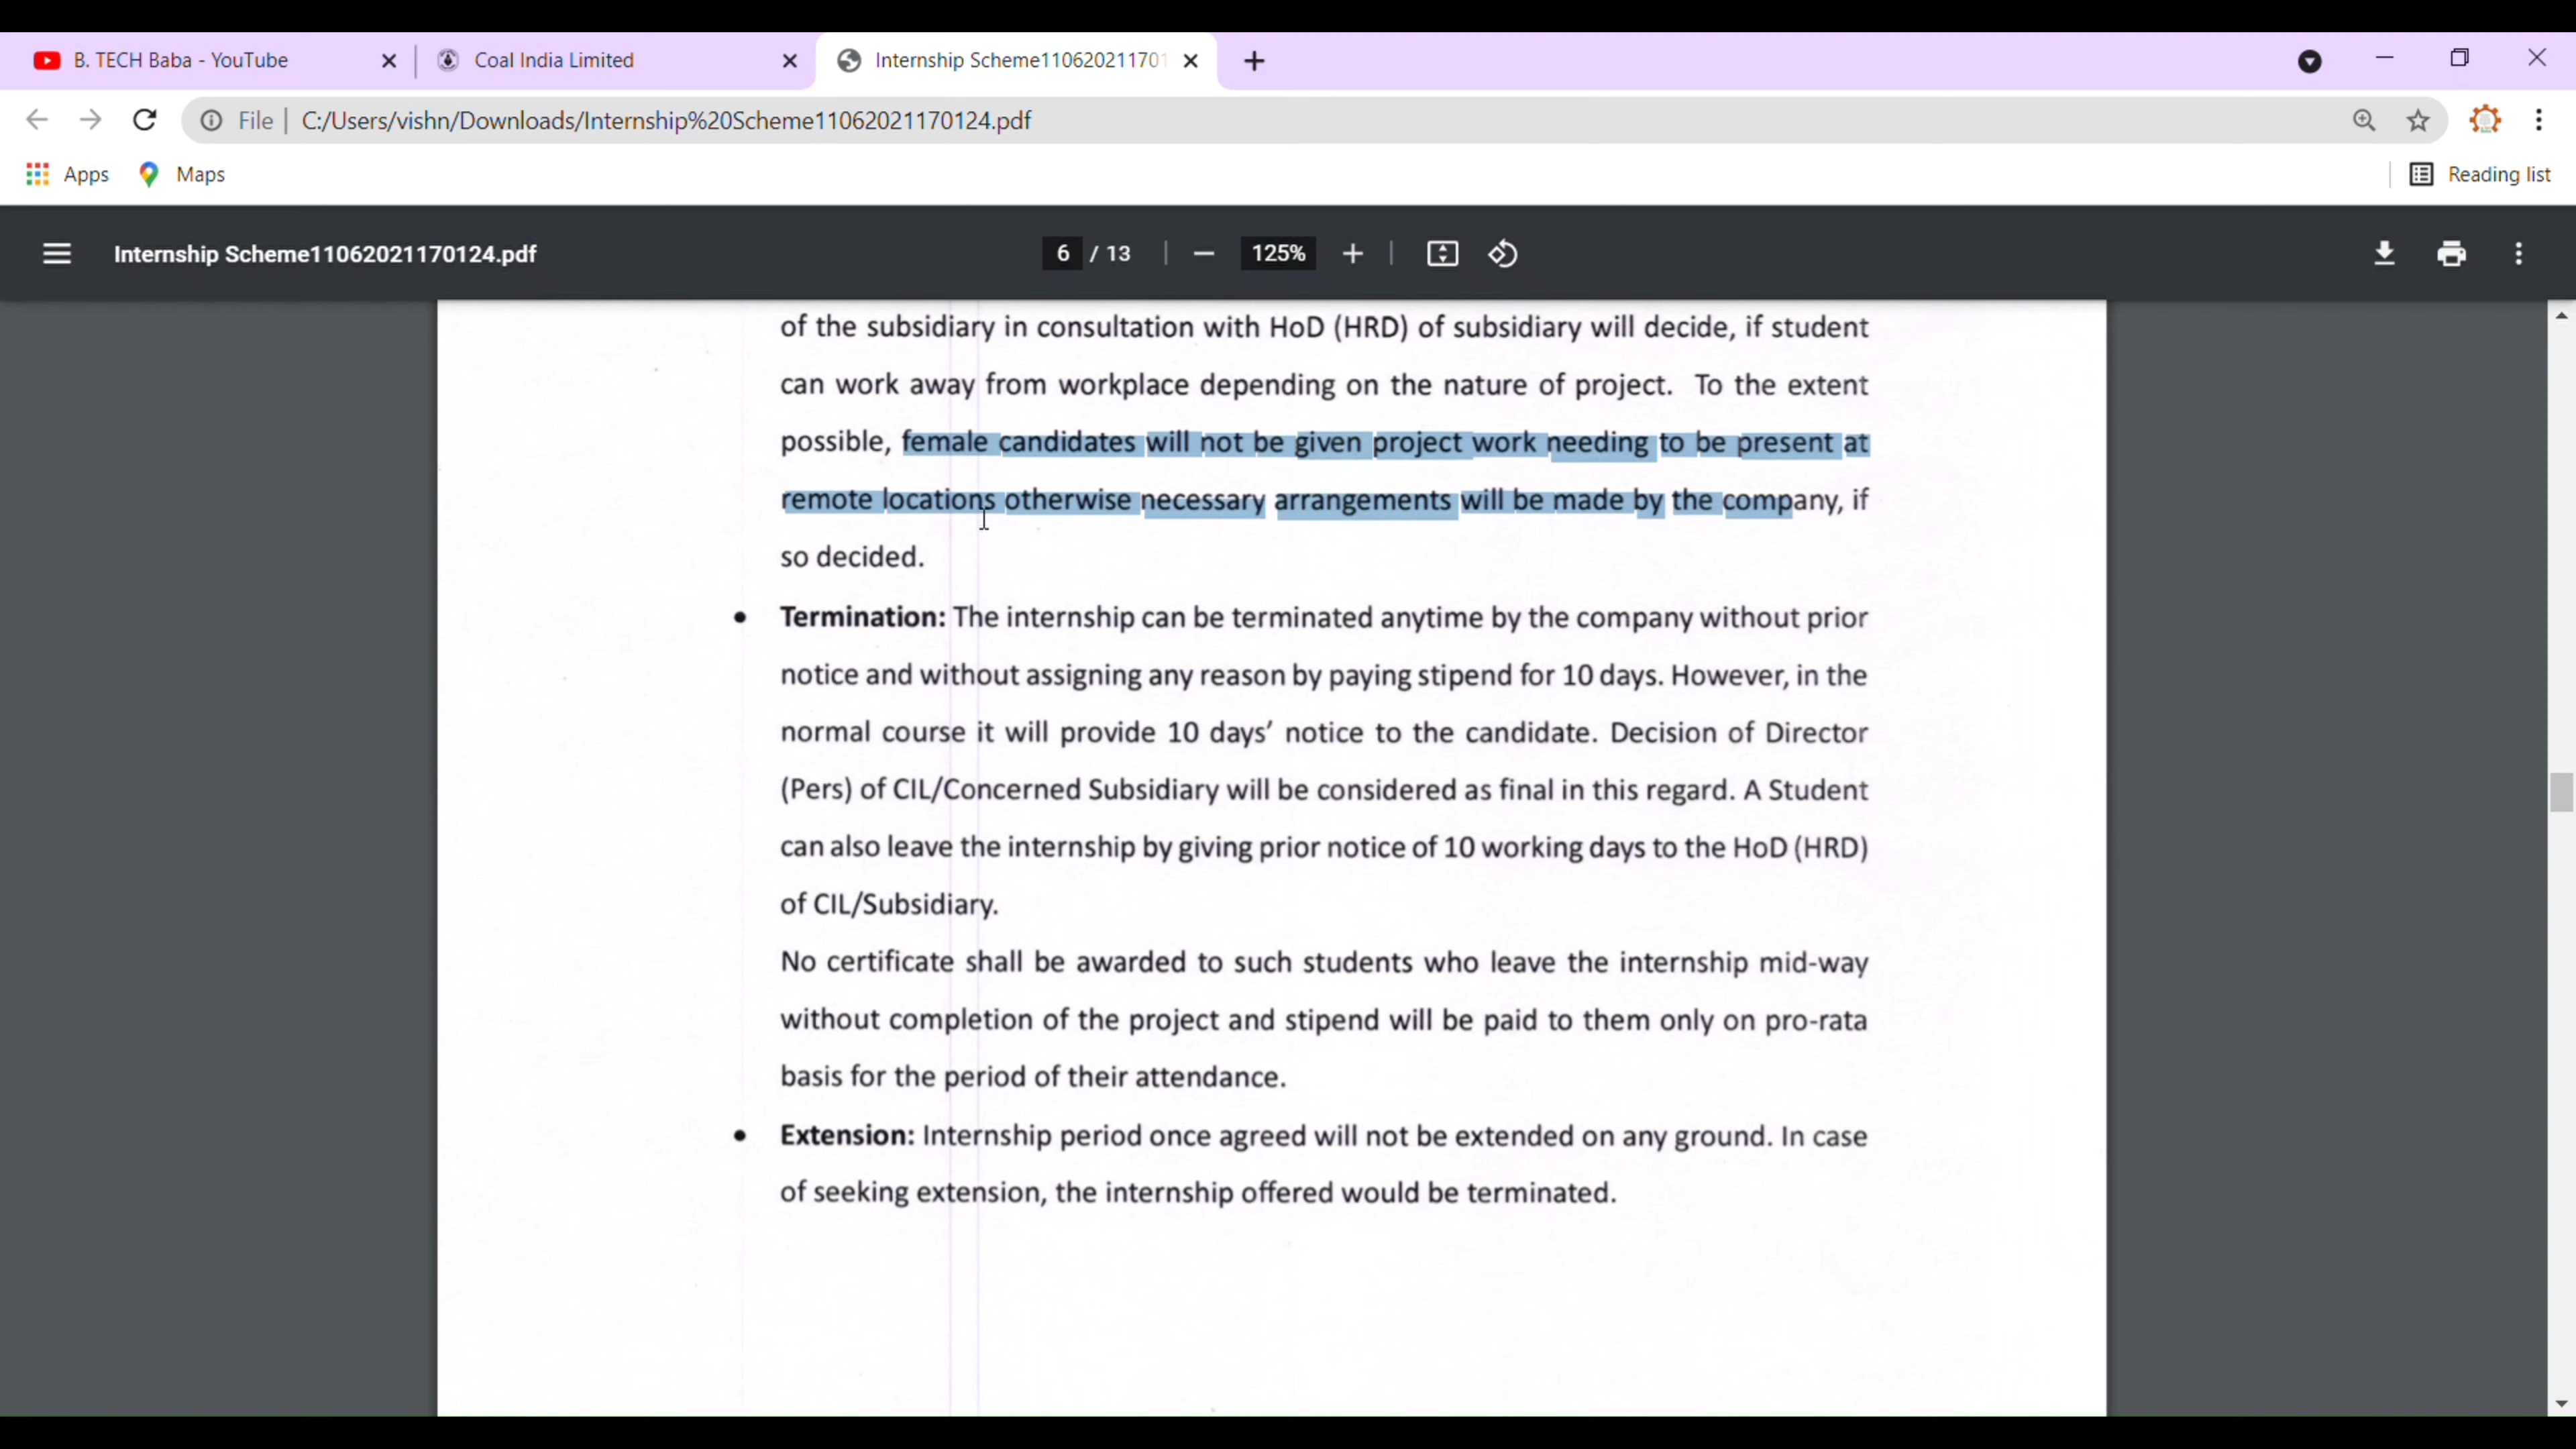 B. TECH Baba - YouTube
Coal India Limited
Internship Scheme110620211701
File | C:/Users/vishn/Downloads/Internship%20Scheme11062021170124.pdf
Apps Maps Reading list
Internship Scheme11062021170124.pdf 6 / 13 125%
of the subsidiary in consultation with HoD (HRD) of subsidiary will decide, if student
can work away from workplace depending on the nature of project. To the extent
possible, female candidates will not be given project work needing to be present at
remote locations otherwise necessary arrangements will be made by the company, if
so decided.
• Termination: The internship can be terminated anytime by the company without prior
notice and without assigning any reason by paying stipend for 10 days. However, in the
normal course it will provide 10 days’ notice to the candidate. Decision of Director
(Pers) of CIL/Concerned Subsidiary will be considered as final in this regard. A Student
can also leave the internship by giving prior notice of 10 working days to the HoD (HRD)
of CIL/Subsidiary.
No certificate shall be awarded to such students who leave the internship mid-way
without completion of the project and stipend will be paid to them only on pro-rata
basis for the period of their attendance.
• Extension: Internship period once agreed will not be extended on any ground. In case
of seeking extension, the internship offered would be terminated.